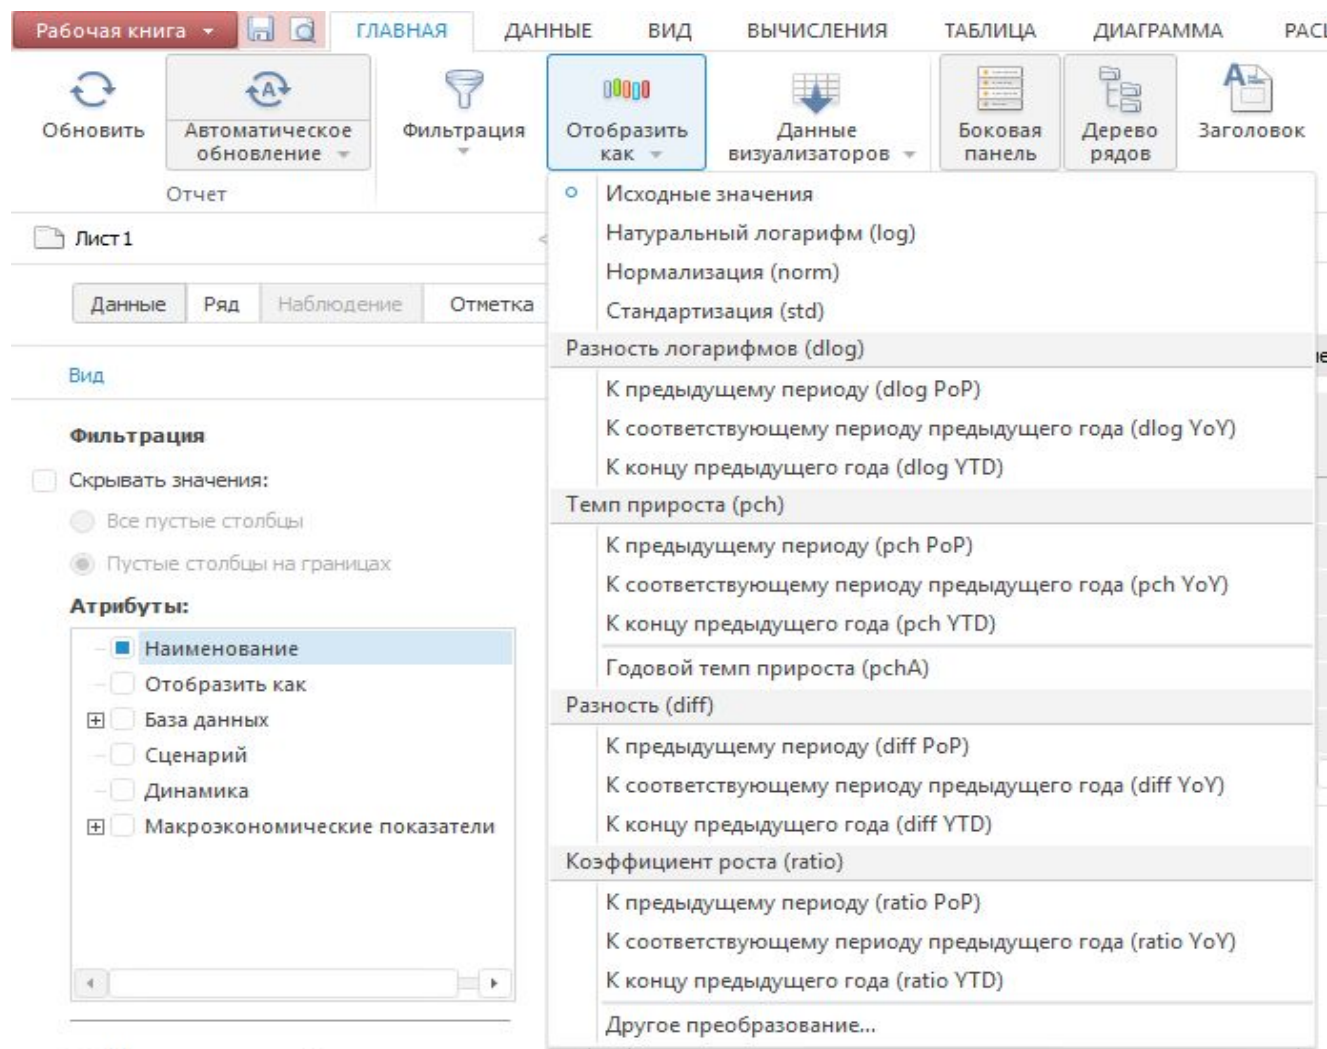 Рабочая книга
ГЛАВНАЯ
ДАННЫЕ
ВИД
ВЫЧИСЛЕНИЯ
ТАБЛИЦА
ДИАГРАММА
Обновить
Автоматическое
обновление
Фильтрация
Отобразить
как
Данные
визуализаторов
Боковая
панель
Дерево
рядов
Заголовок
Отчет
Лист1
Данные
Ряд
Наблюдение
Отметка
Вид
Фильтрация
Скрывать значения:
Все пустые столбцы
Пустые столбцы на границах
Атрибуты:
Наименование
Отобразить как
База данных
Сценарий
Динамика
Макроэкономические показатели
Исходные значения
Натуральный логарифм (log)
Нормализация (norm)
Стандартизация (std)
Разность логарифмов (dlog)
К предыдущему периоду (dlog PoP)
К соответствующему периоду предыдущего года (dlog YoY)
К концу предыдущего года (dlog YTD)
Темп прироста (pch)
К предыдущему периоду (pch PoP)
К соответствующему периоду предыдущего года (pch YoY)
К концу предыдущего года (pch YTD)
Годовой темп прироста (pchA)
Разность (diff)
К предыдущему периоду (diff PoP)
К соответствующему периоду предыдущего года (diff YoY)
К концу предыдущего года (diff YTD)
Коэффициент роста (ratio)
К предыдущему периоду (ratio PoP)
К соответствующему периоду предыдущего года (ratio YoY)
К концу предыдущего года (ratio YTD)
Другое преобразование...